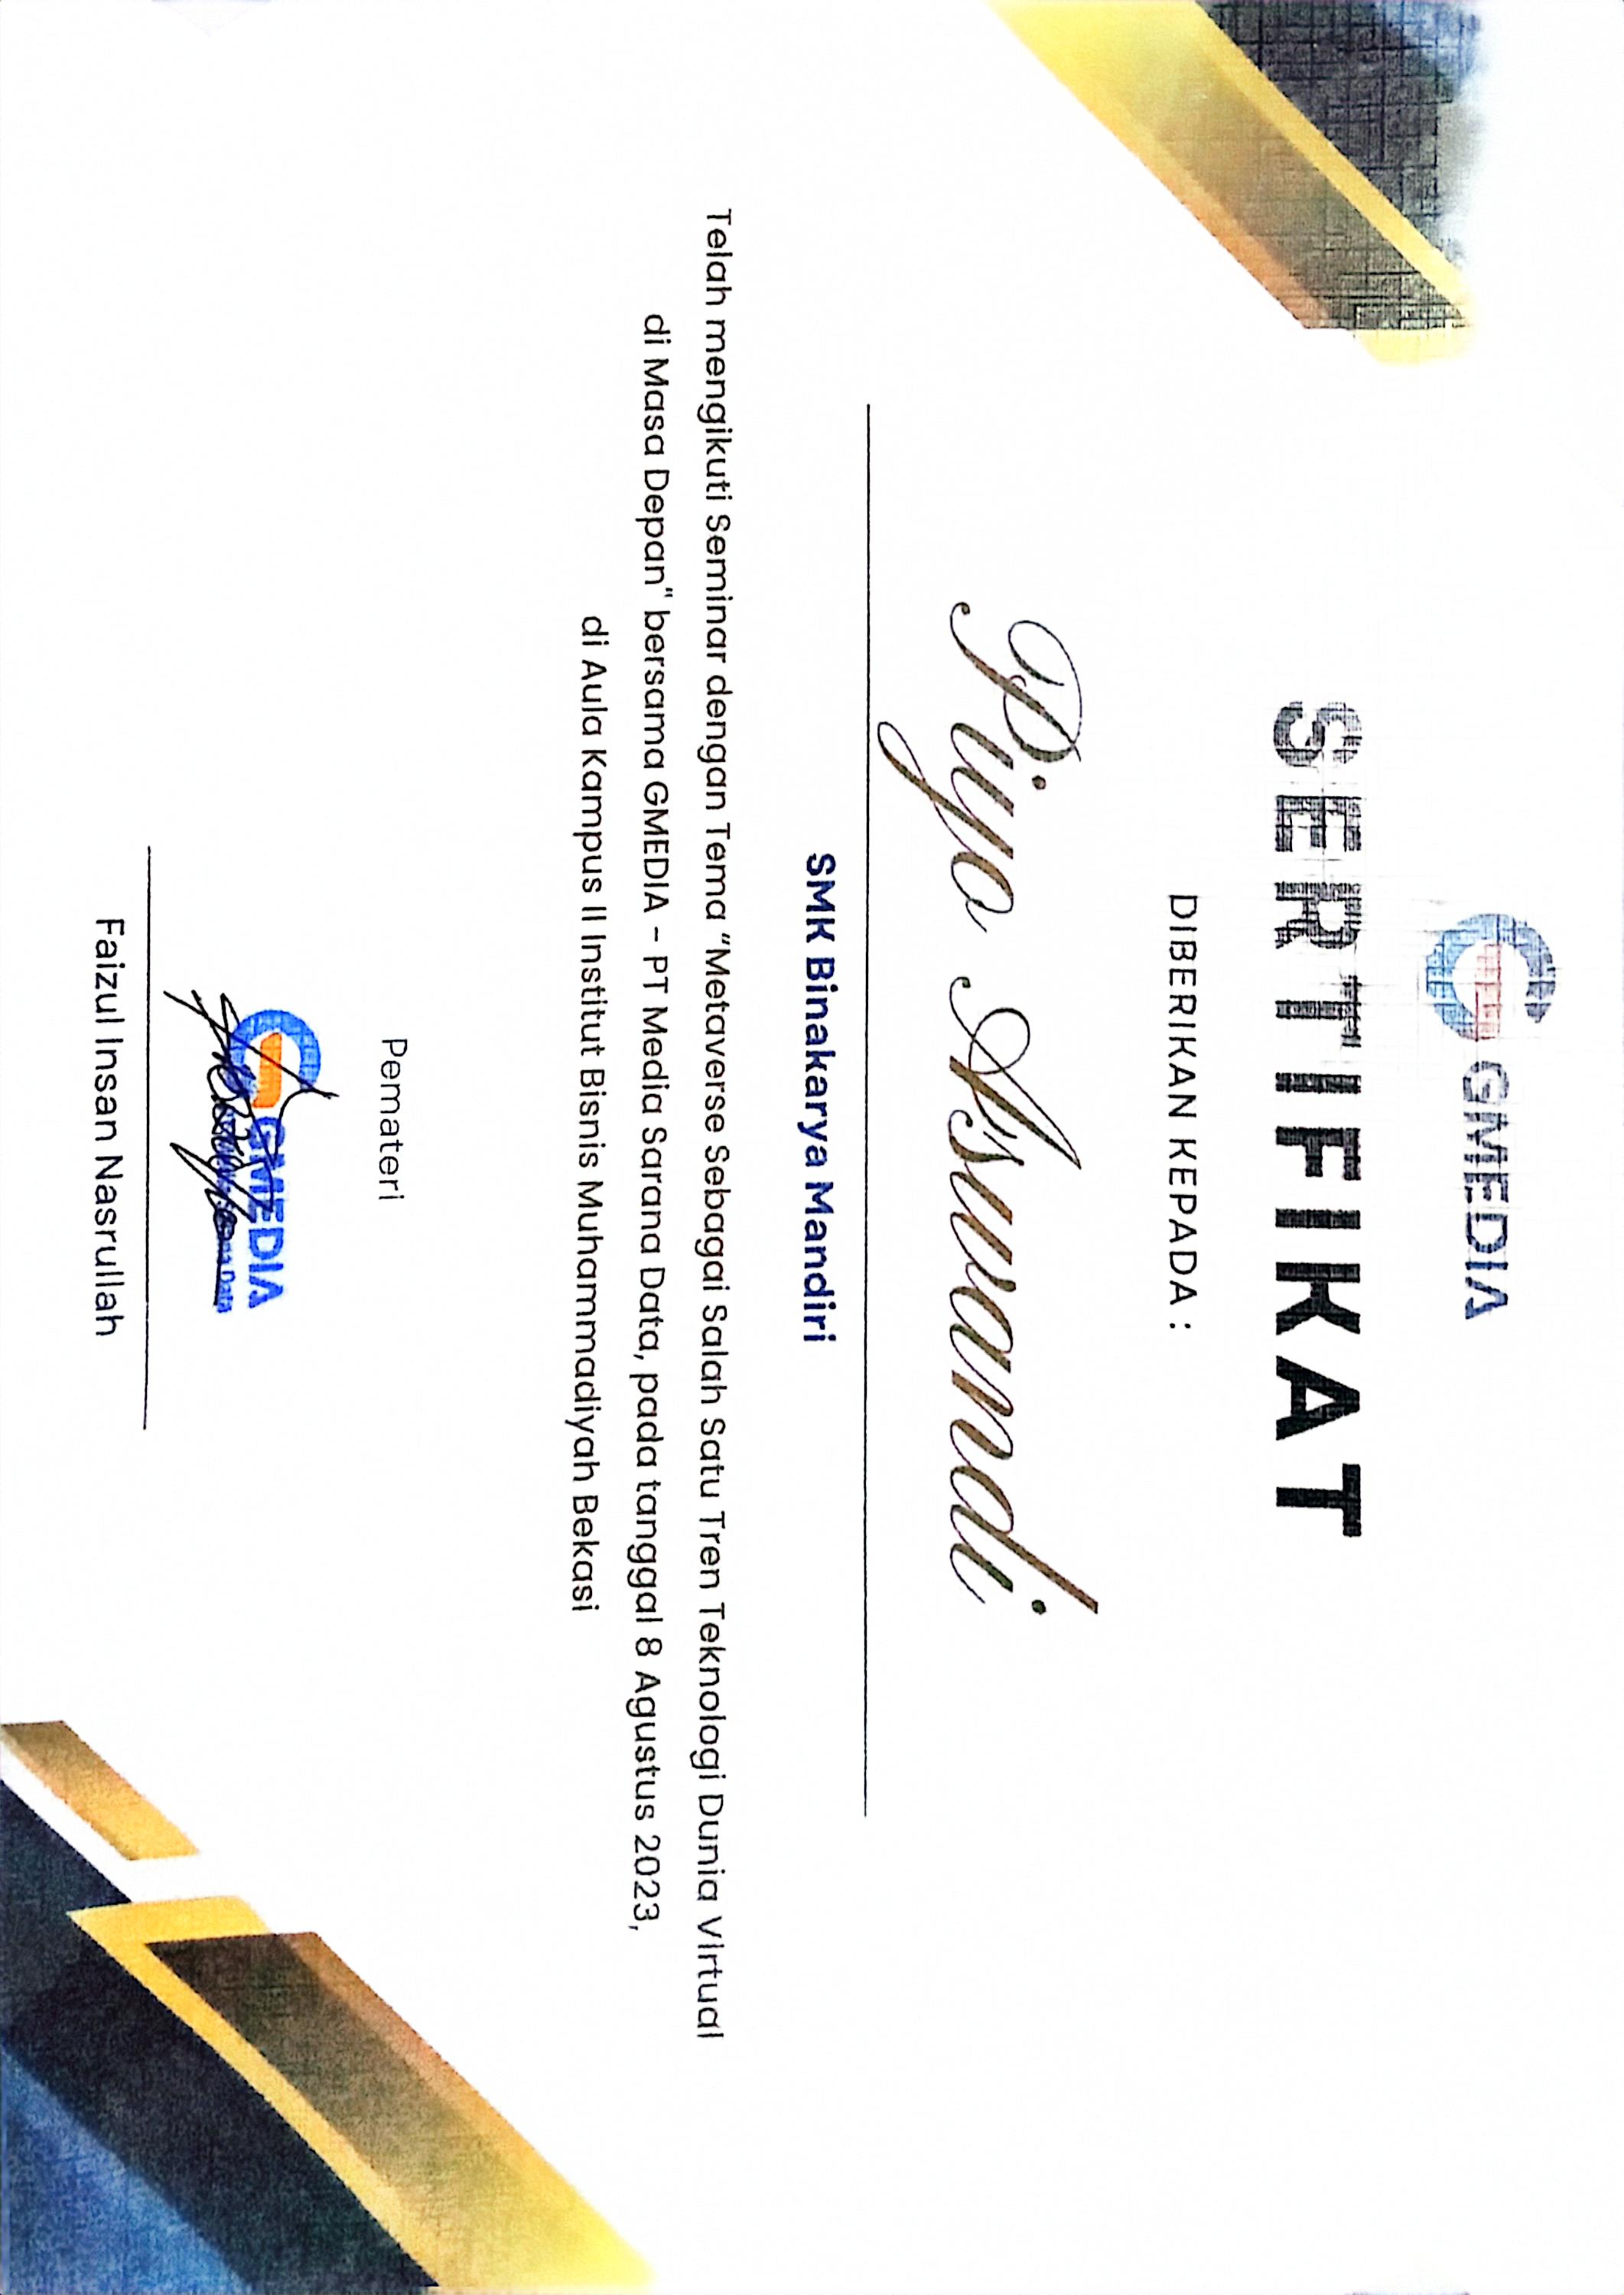 GMEDIA
SERTIFIKAT
DIBERIKAN KEPADA :
Piyo Aswandi
SMK Binakarya Mandiri
Telah mengikuti Seminar dengan Tema “Metaverse Sebagai Salah Satu Tren Teknologi Dunia Virtual
di Masa Depan" bersama GMEDIA - PT Media Sarana Data, pada tanggal 8 Agustus 2023,
di Aula Kampus II Institut Bisnis Muhammadiyah Bekasi
Pemateri
GMEDIA
PT Media Sarana Data
Faizul Insan Nasrullah